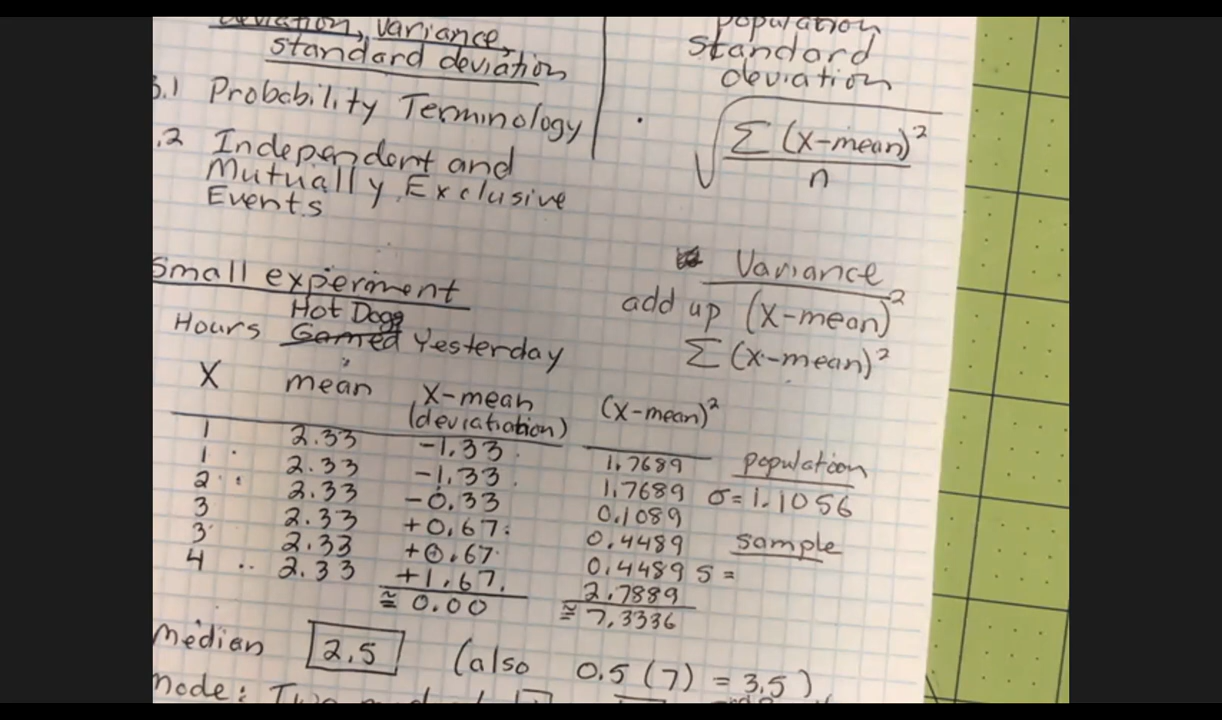 deviation, variance,
standard deviation
3.1 Probability Terminology
.2 Independent and
Mutually Exclusive
Events
population
standard
deviation
√ Σ (x-mean)²
n
Small experiment
Hot Dogs
Hours Gamed Yesterday
Variance
add up (x-mean)²
Σ (x-mean)²
X mean X-mean (x-mean)²
(deviatiation)
1 2.33 -1.33 1.7689
1 2.33 -1.33 1.7689
2 2.33 -0.33 0.1089
3 2.33 +0.67 0.4489
3 2.33 +0.67 0.4489
4 2.33 +1.67 2.7889
≅ 0.00 ≅ 7.3336
population
σ = 1.1056
sample
s =
Median 2.5 (also 0.5 (7) = 3.5)
mode: Two